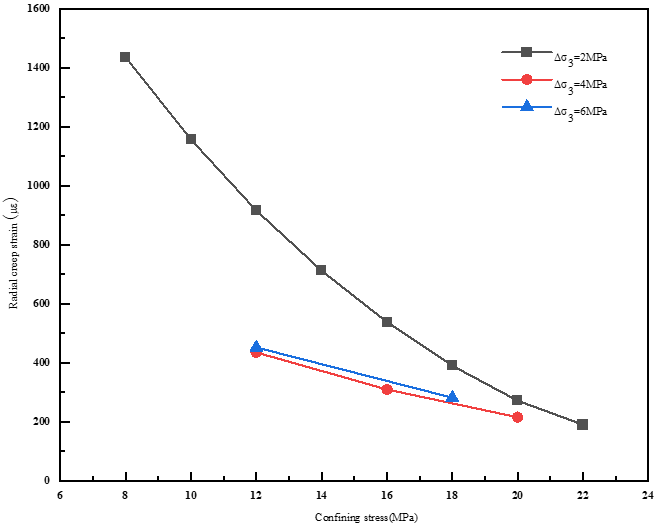 1600
1400
1200
1000
800
600
400
200
0
Radial creep strain (με)
6 8 10 12 14 16 18 20 22 24
Confining stress(MPa)
Δσ3=2MPa
Δσ3=4MPa
Δσ3=6MPa